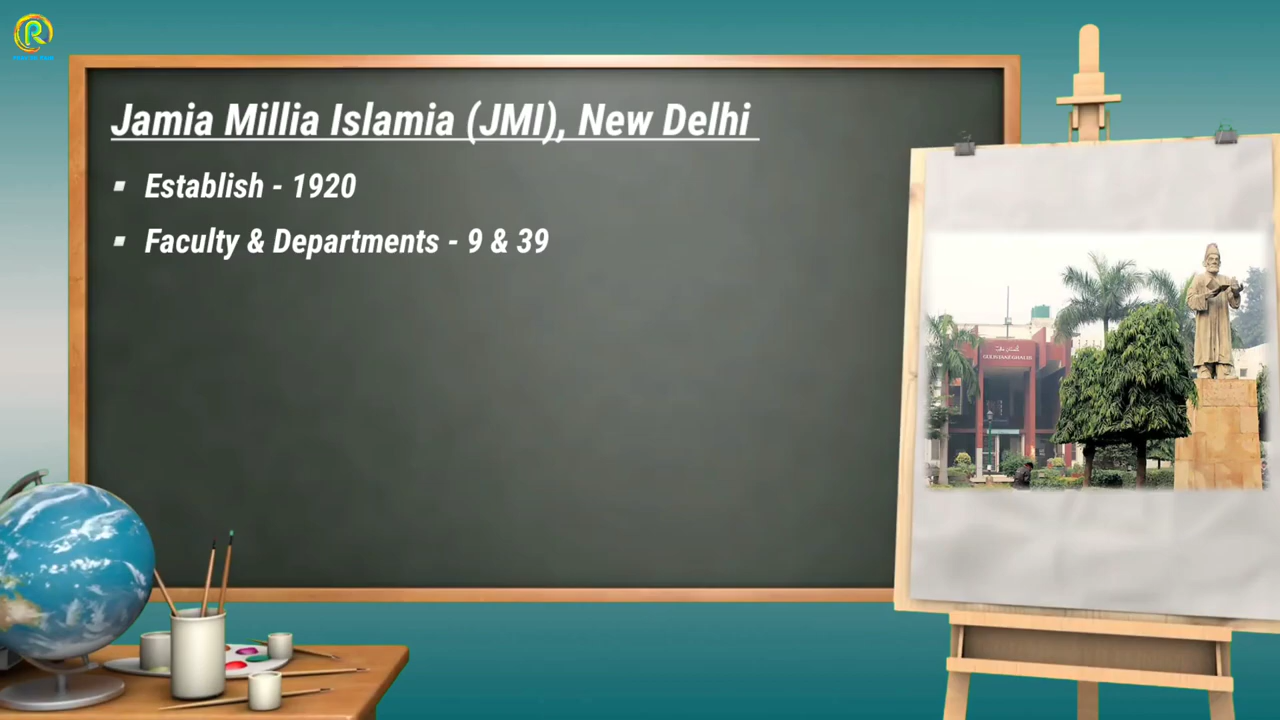 Jamia Millia Islamia (JMI), New Delhi
▪ Establish - 1920
▪ Faculty & Departments - 9 & 39